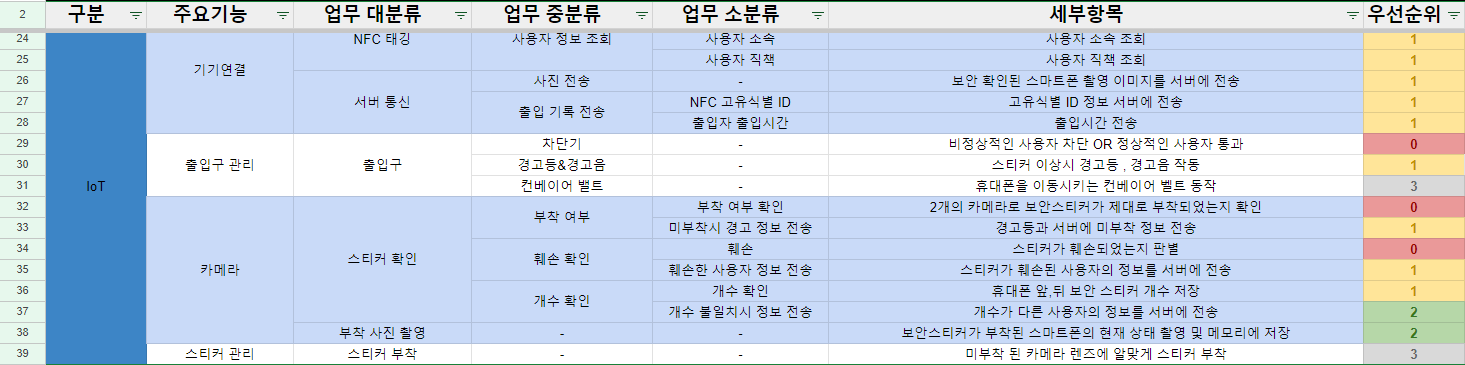 2 구분 주요기능 업무 대분류 업무 중분류 업무 소분류 세부항목 우선순위
24 NFC 태깅 사용자 정보 조회 사용자 소속 사용자 소속 조회 1
25 기기연결 사용자 직책 사용자 직책 조회 1
26 사진 전송 - 보안 확인된 스마트폰 촬영 이미지를 서버에 전송 1
27 서버 통신 출입 기록 전송 NFC 고유식별 ID 고유식별 ID 정보 서버에 전송 1
28 출입자 출입시간 출입시간 전송 1
29 차단기 - 비정상적인 사용자 차단 OR 정상적인 사용자 통과 0
30 출입구 관리 출입구 경고등&경고음 - 스티커 이상시 경고등 , 경고음 작동 1
31 IoT 컨베이어 밸트 - 휴대폰을 이동시키는 컨베이어 벨트 동작 3
32 부착 여부 부착 여부 확인 2개의 카메라로 보안스티커가 제대로 부착되었는지 확인 0
33 미부착시 경고 정보 전송 경고등과 서버에 미부착 정보 전송 1
34 스티커 확인 훼손 확인 훼손 스티커가 훼손되었는지 판별 0
35 카메라 훼손한 사용자 정보 전송 스티커가 훼손된 사용자의 정보를 서버에 전송 1
36 개수 확인 개수 확인 휴대폰 앞,뒤 보안 스티커 개수 저장 1
37 개수 불일치시 정보 전송 개수가 다른 사용자의 정보를 서버에 전송 2
38 부착 사진 촬영 - - 보안스티커가 부착된 스마트폰의 현재 상태 촬영 및 메모리에 저장 2
39 스티커 관리 스티커 부착 - - 미부착 된 카메라 렌즈에 알맞게 스티커 부착 3